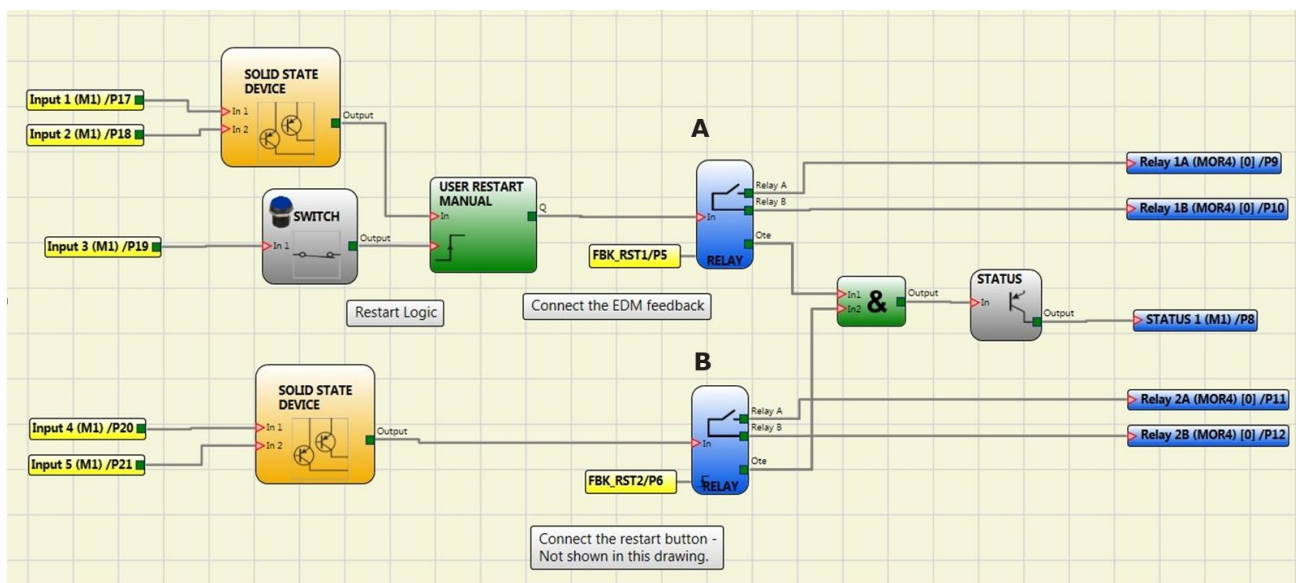 SOLID STATE
DEVICE
Input 1 (M1) /P17
Input 2 (M1) /P18
In 1
In 2
Output
A
Relay 1A (MOR4) [0] /P9
Relay 1B (MOR4) [0] /P10
Relay A
Relay B
In
Ote
RELAY
FBK_RST1/P5
USER RESTART
MANUAL
In
Q
SWITCH
Input 3 (M1) /P19
In 1
Output
Restart Logic
Connect the EDM feedback
In1
In2
&
Output
STATUS
In
Output
STATUS 1 (M1) /P8
B
SOLID STATE
DEVICE
Input 4 (M1) /P20
Input 5 (M1) /P21
In 1
In 2
Output
Relay A
Relay B
In
Ote
RELAY
FBK_RST2/P6
Relay 2A (MOR4) [0] /P11
Relay 2B (MOR4) [0] /P12
Connect the restart button -
Not shown in this drawing.